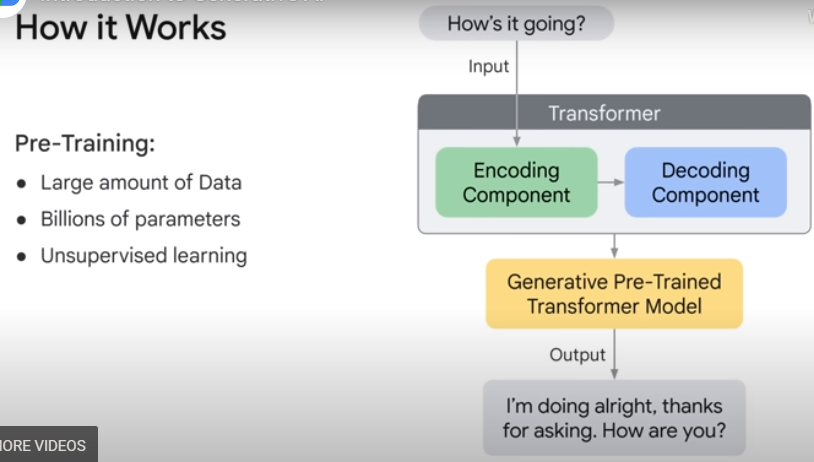 How it Works
Pre-Training:
● Large amount of Data
● Billions of parameters
● Unsupervised learning
How's it going?
Input
Transformer
Encoding
Component
Decoding
Component
Generative Pre-Trained
Transformer Model
Output
I'm doing alright, thanks
for asking. How are you?
MORE VIDEOS